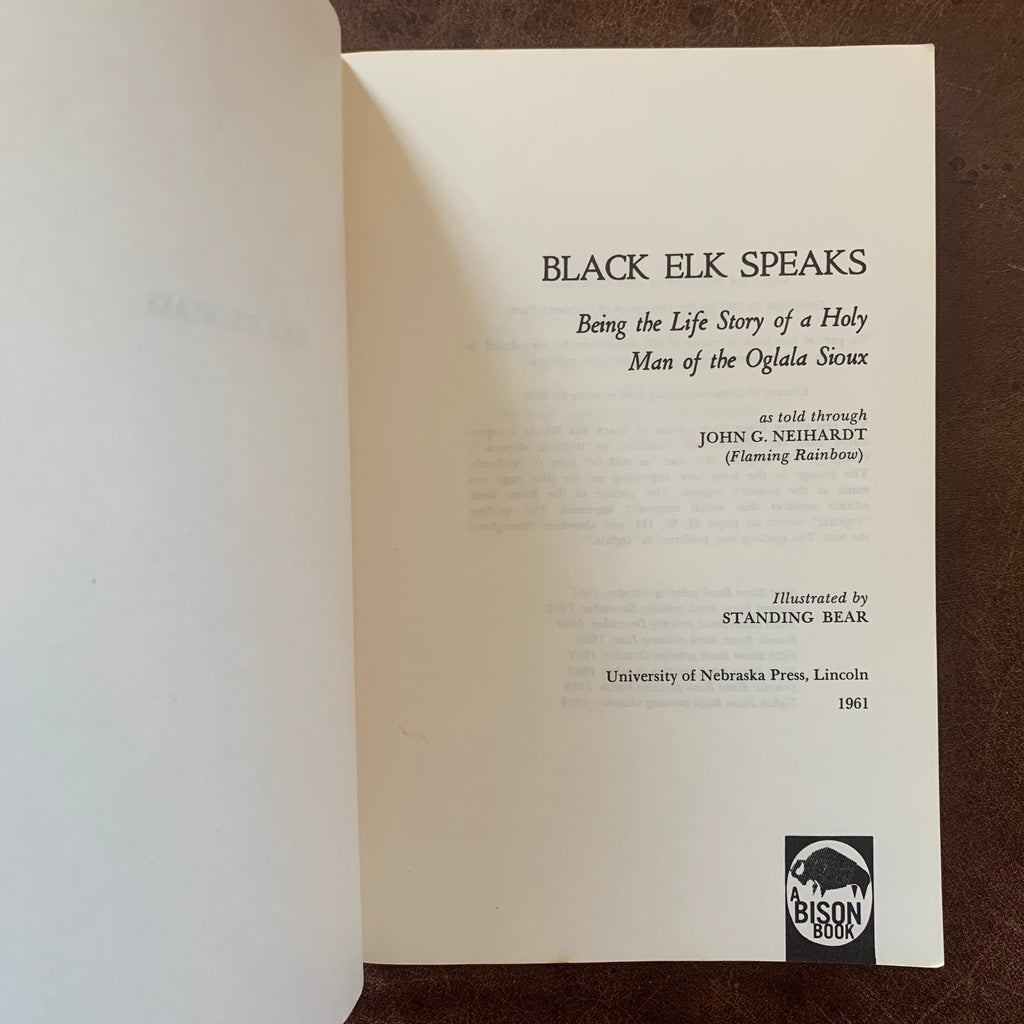 BLACK ELK SPEAKS
Being the Life Story of a Holy
Man of the Oglala Sioux
as told through
JOHN G. NEIHARDT
(Flaming Rainbow)
Illustrated by
STANDING BEAR
University of Nebraska Press, Lincoln
1961
A
BISON
BOOK